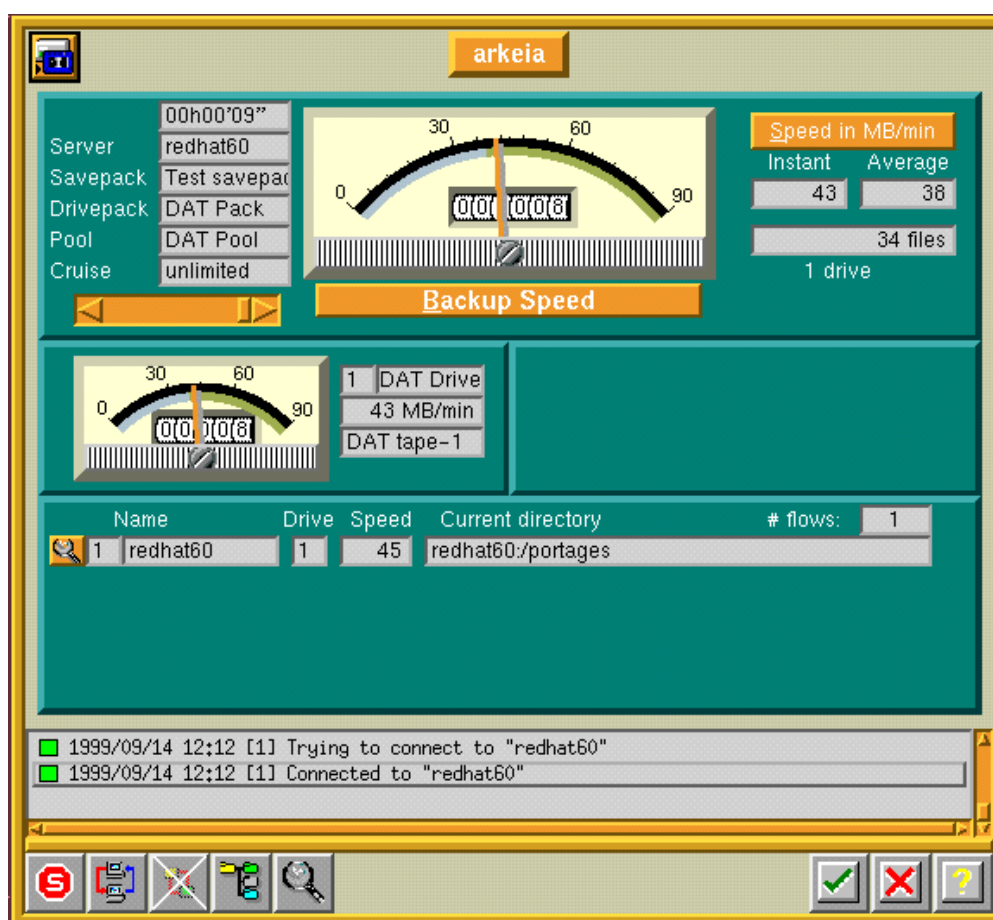 arkeia
00h00'09"
Server redhat60
Savepack Test savepac
Drivepack DAT Pack
Pool DAT Pool
Cruise unlimited
0 30 60 90
Backup Speed
Speed in MB/min
Instant Average
43 38
34 files
1 drive
0 30 60 90
1 DAT Drive
43 MB/min
DAT tape-1
Name Drive Speed Current directory # flows: 1
1 redhat60 1 45 redhat60:/portages
1999/09/14 12:12 [1] Trying to connect to "redhat60"
1999/09/14 12:12 [1] Connected to "redhat60"
S
?